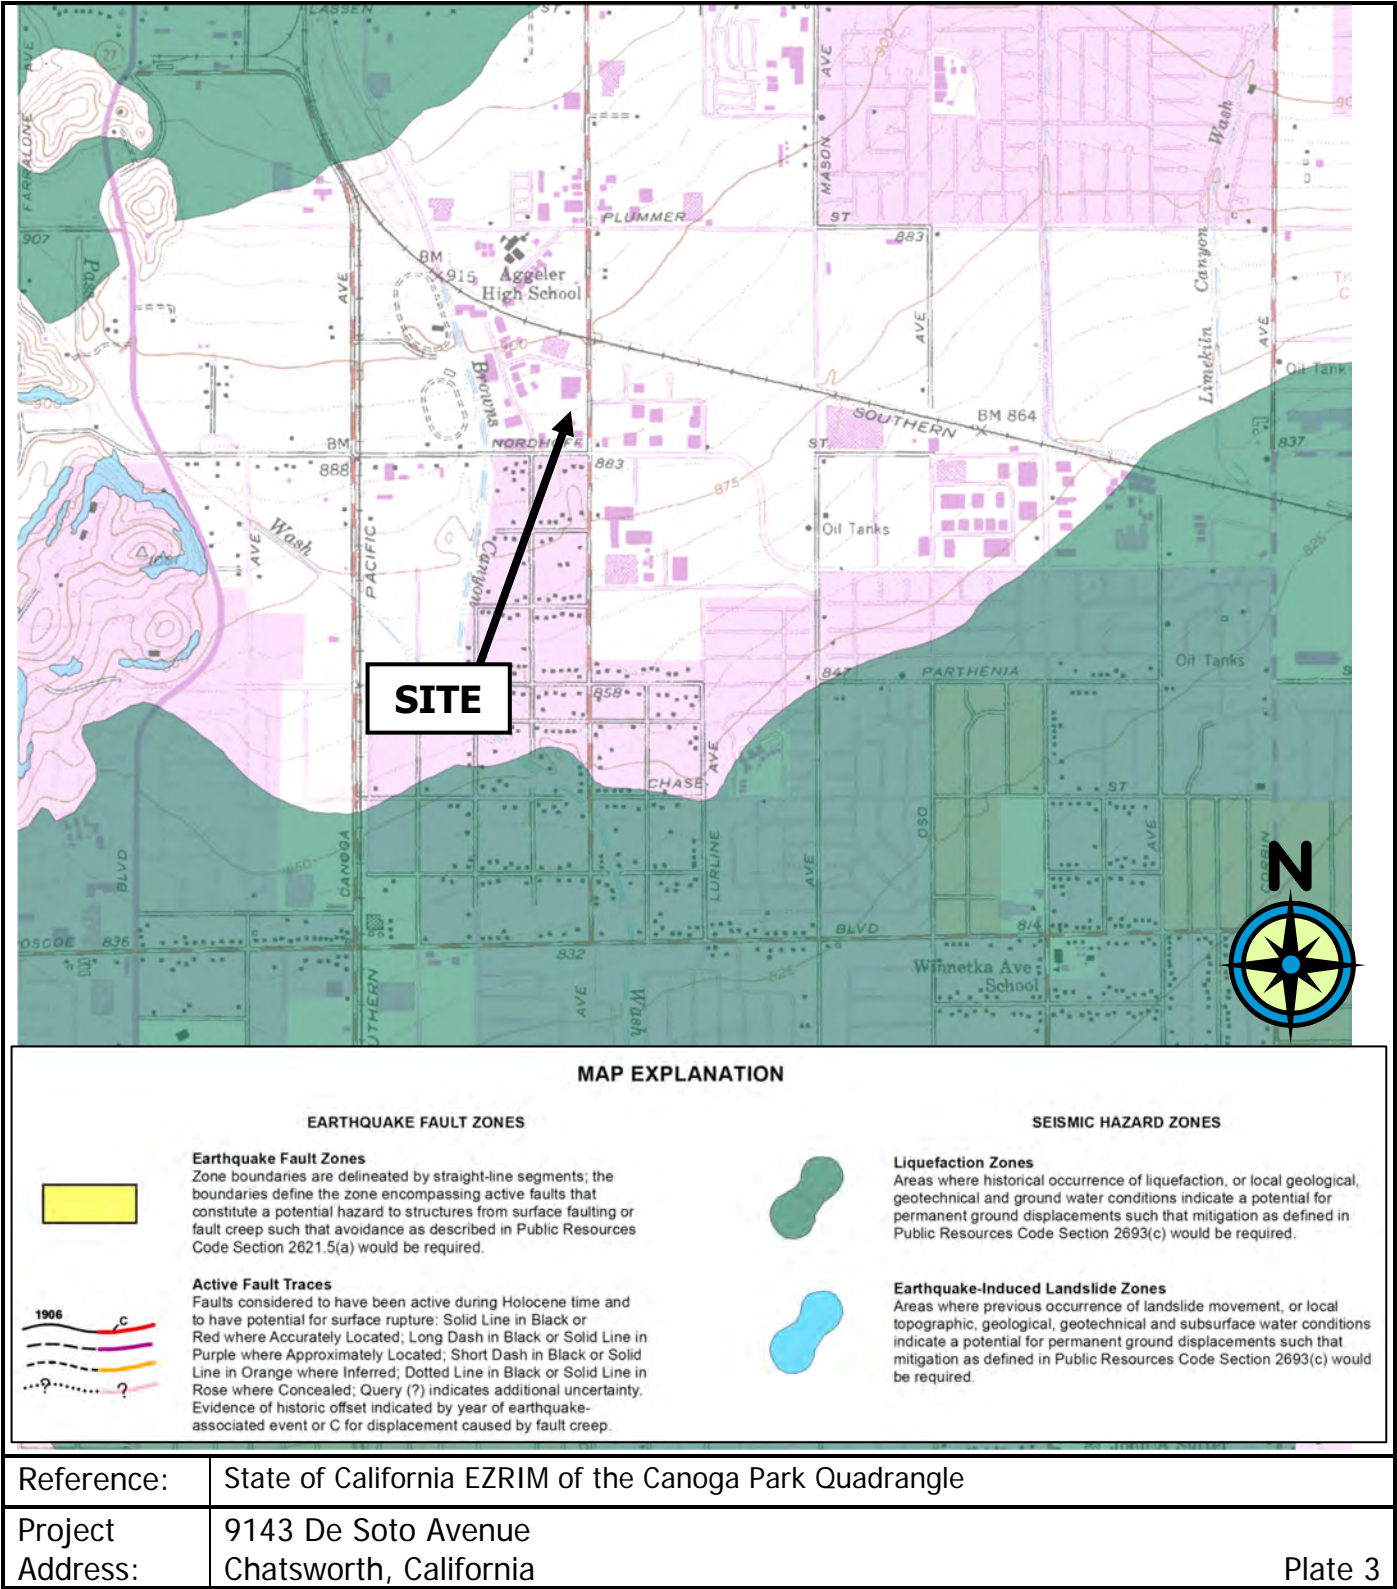 LASSEN
ST
FARRALONE AVE
27
MASON AVE
900
Wash
PLUMMER
ST
883
907
Pass
BM
915
Aggeler
High School
AVE
AVE
Limekiln Canyon
AVE
900
Browns
Oil Tank
909
SOUTHERN
BM 864
BM
NORDHOFF
ST
837
888
883
875
Oil Tanks
825
Wash
AVE
PACIFIC
Canyon
1081
SITE
847
PARTHENIA
Oil Tanks
858
CHASE
AVE
ST
850
BLVD
CANOGA
LURLINE
AVE
OSO
AVE
CORBIN
N
OSCOE 836
832
BLVD
814
825
Winnetka Ave
School
UTHERN
AVE
Wash
MAP EXPLANATION
EARTHQUAKE FAULT ZONES
Earthquake Fault Zones
Zone boundaries are delineated by straight-line segments; the
boundaries define the zone encompassing active faults that
constitute a potential hazard to structures from surface faulting or
fault creep such that avoidance as described in Public Resources
Code Section 2621.5(a) would be required.
Active Fault Traces
Faults considered to have been active during Holocene time and
to have potential for surface rupture: Solid Line in Black or
Red where Accurately Located; Long Dash in Black or Solid Line in
Purple where Approximately Located; Short Dash in Black or Solid
Line in Orange where Inferred; Dotted Line in Black or Solid Line in
Rose where Concealed; Query (?) indicates additional uncertainty.
Evidence of historic offset indicated by year of earthquake-
associated event or C for displacement caused by fault creep.
1906
C
? ?
SEISMIC HAZARD ZONES
Liquefaction Zones
Areas where historical occurrence of liquefaction, or local geological,
geotechnical and ground water conditions indicate a potential for
permanent ground displacements such that mitigation as defined in
Public Resources Code Section 2693(c) would be required.
Earthquake-Induced Landslide Zones
Areas where previous occurrence of landslide movement, or local
topographic, geological, geotechnical and subsurface water conditions
indicate a potential for permanent ground displacements such that
mitigation as defined in Public Resources Code Section 2693(c) would
be required.
Reference:
State of California EZRIM of the Canoga Park Quadrangle
Project
Address:
9143 De Soto Avenue
Chatsworth, California
Plate 3